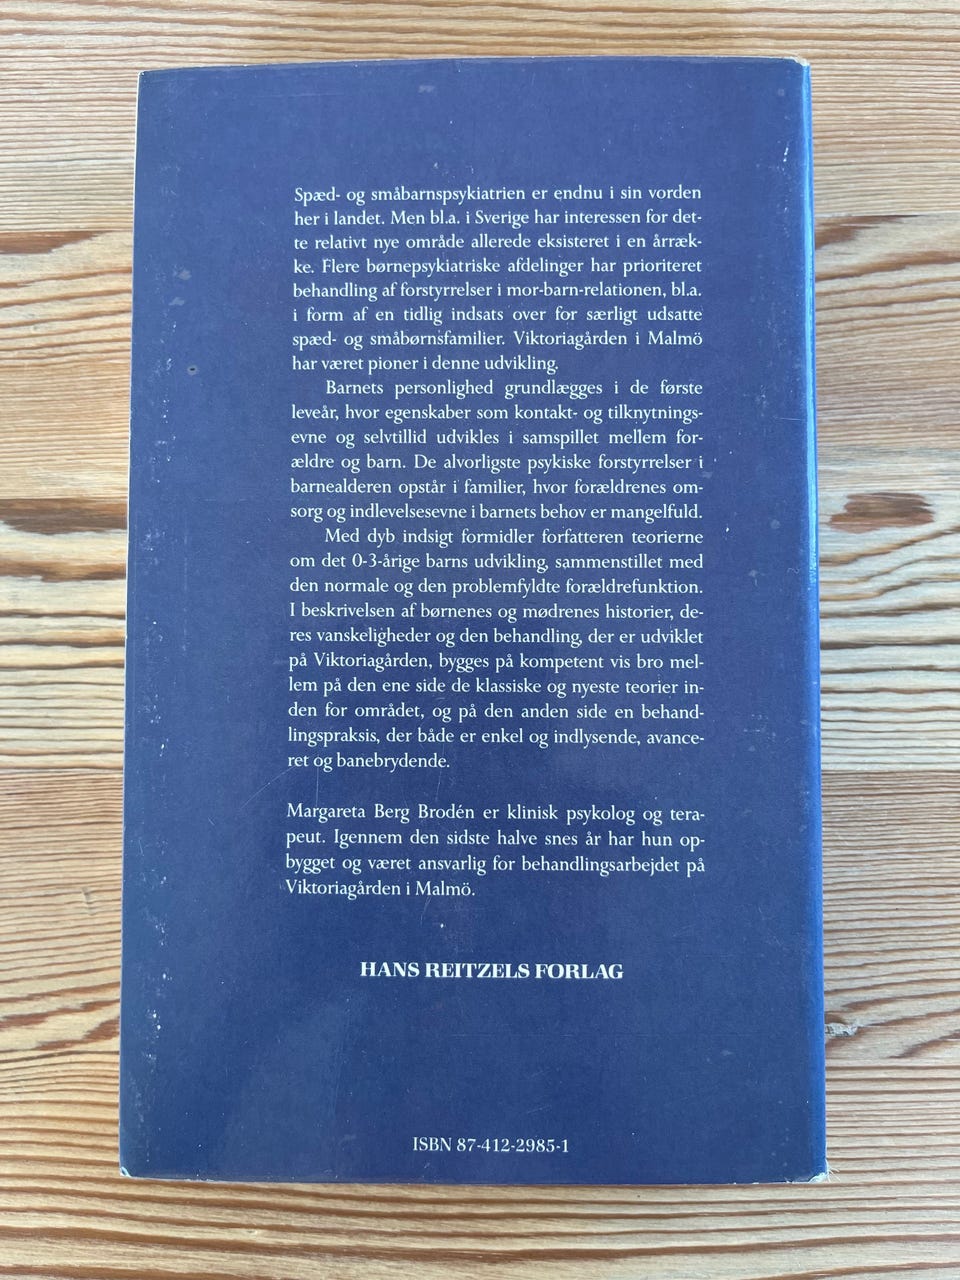 Spæd- og småbarnspsykiatrien er endnu i sin vorden
her i landet. Men bl.a. i Sverige har interessen for det-
te relativt nye område allerede eksisteret i en årræk-
ke. Flere børnepsykiatriske afdelinger har prioriteret
behandling af forstyrrelser i mor-barn-relationen, bl.a.
i form af en tidlig indsats over for særligt udsatte
spæd- og småbørnsfamilier. Viktoriagården i Malmö
har været pioner i denne udvikling.
Barnets personlighed grundlægges i de første
leveår, hvor egenskaber som kontakt- og tilknytnings-
evne og selvtillid udvikles i samspillet mellem for-
ældre og barn. De alvorligste psykiske forstyrrelser i
barnealderen opstår i familier, hvor forældrenes om-
sorg og indlevelsesevne i barnets behov er mangelfuld.
Med dyb indsigt formidler forfatteren teorierne
om det 0-3-årige barns udvikling, sammenstillet med
den normale og den problemfyldte forældrefunktion.
I beskrivelsen af børnenes og mødrenes historier, de-
res vanskeligheder og den behandling, der er udviklet
på Viktoriagården, bygges på kompetent vis bro mel-
lem på den ene side de klassiske og nyeste teorier in-
den for området, og på den anden side en behand-
lingspraksis, der både er enkel og indlysende, avance-
ret og banebrydende.
Margareta Berg Brodén er klinisk psykolog og tera-
peut. Igennem den sidste halve snes år har hun op-
bygget og været ansvarlig for behandlingsarbejdet på
Viktoriagården i Malmö.
HANS REITZELS FORLAG
ISBN 87-412-2985-1